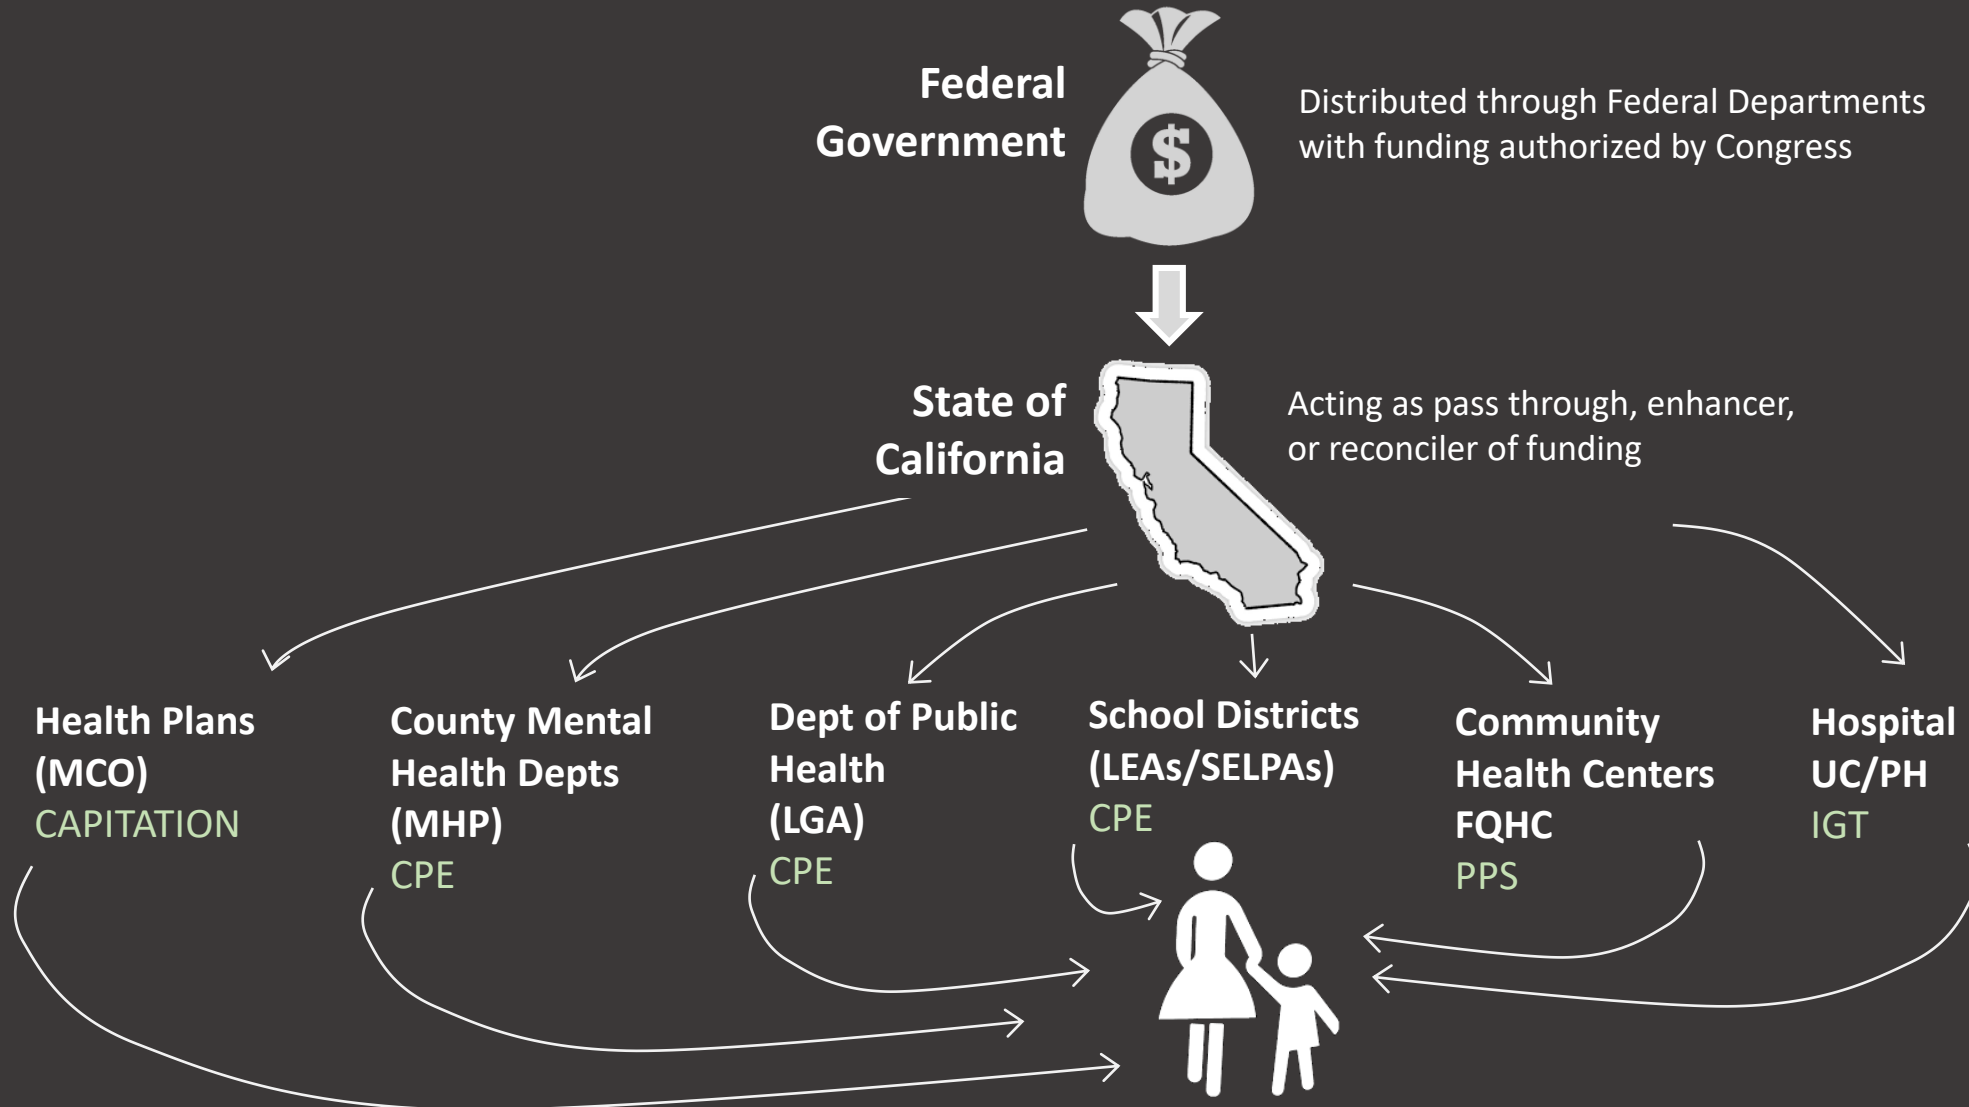 Federal
Government
$
Distributed through Federal Departments
with funding authorized by Congress
State of
California
Acting as pass through, enhancer,
or reconciler of funding
Health Plans
(MCO)
CAPITATION
County Mental
Health Depts
(MHP)
CPE
Dept of Public
Health
(LGA)
CPE
School Districts
(LEAs/SELPAs)
CPE
Community
Health Centers
FQHC
PPS
Hospital
UC/PH
IGT